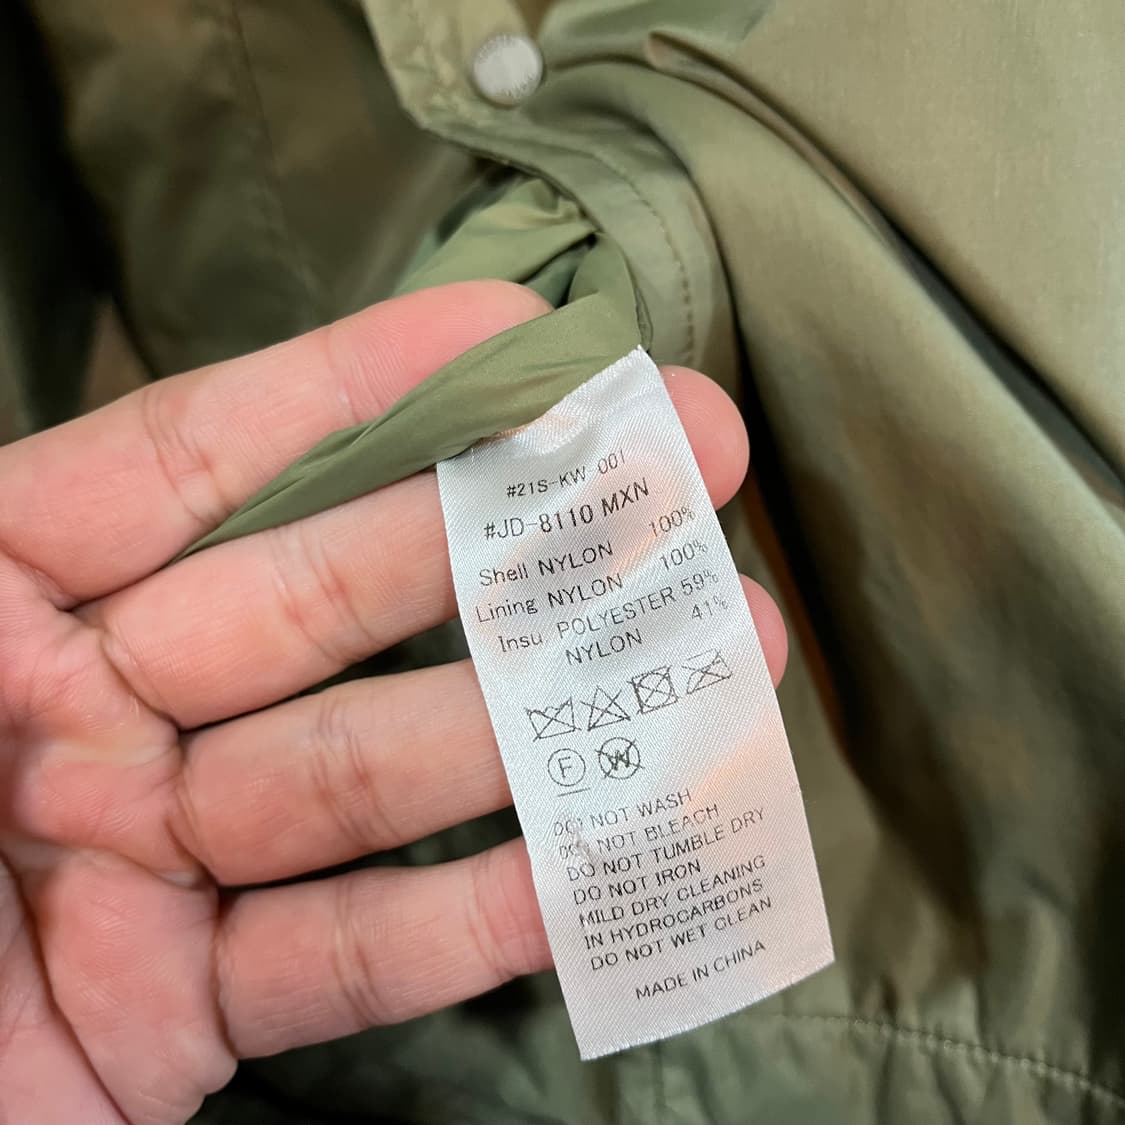 #21S-KW-001
#JD-8110 MXN
Shell NYLON 100%
Lining NYLON 100%
Insu POLYESTER 59%
NYLON 41%
F W
DO NOT WASH
DO NOT BLEACH
DO NOT TUMBLE DRY
DO NOT IRON
MILD DRY CLEANING
IN HYDROCARBONS
DO NOT WET CLEAN
MADE IN CHINA